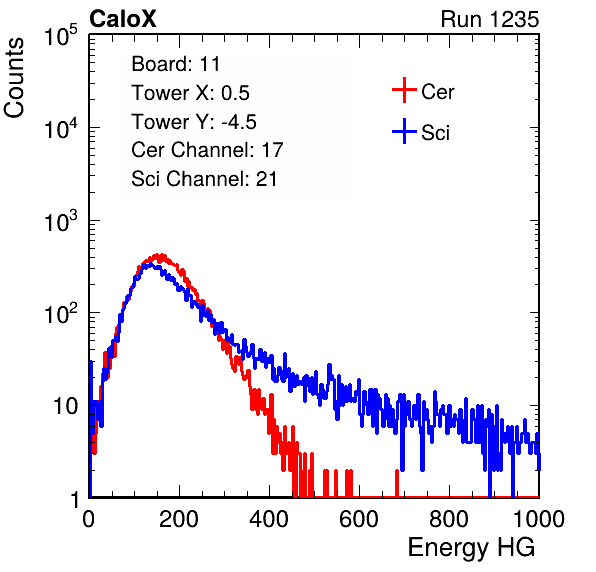 CaloX Run 1235
Counts
10^5
10^4
10^3
10^2
10
1
Board: 11
Tower X: 0.5
Tower Y: -4.5
Cer Channel: 17
Sci Channel: 21
Cer
Sci
0 200 400 600 800 1000
Energy HG